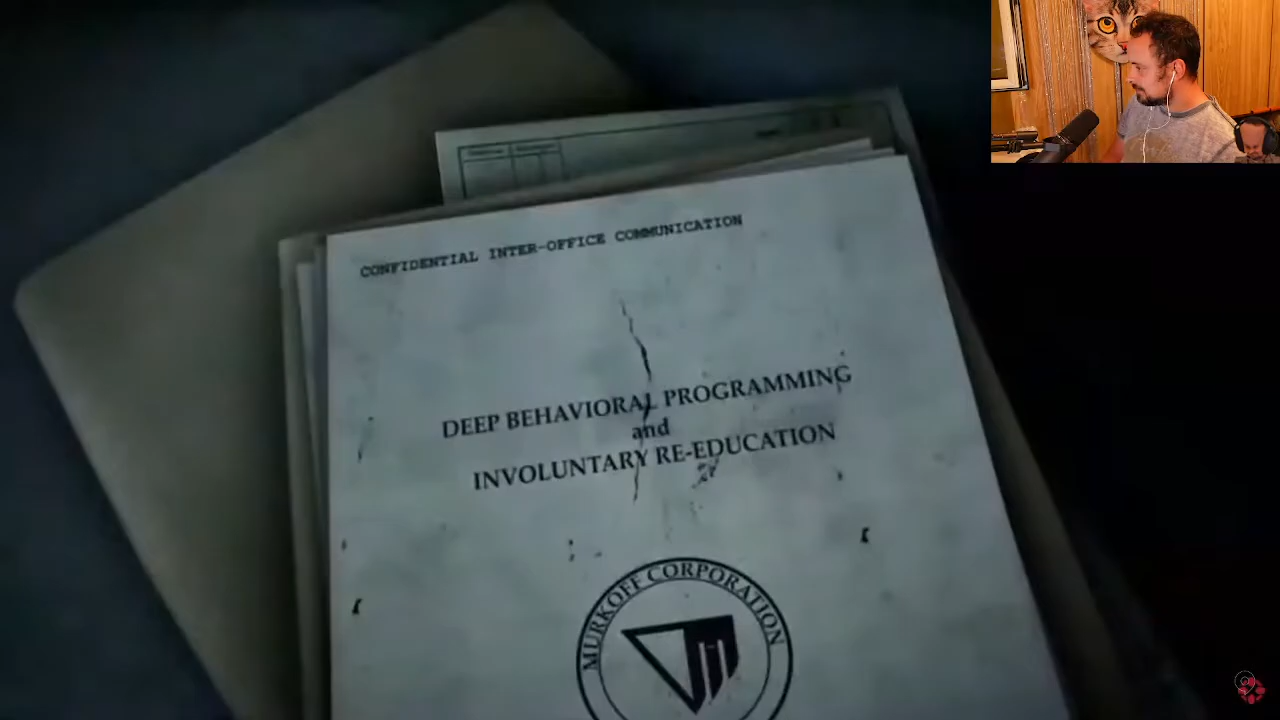 CONFIDENTIAL INTER-OFFICE COMMUNICATION
DEEP BEHAVIORAL PROGRAMMING
and
INVOLUNTARY RE-EDUCATION
MURKOFF CORPORATION